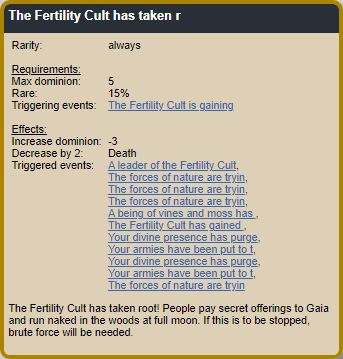 The Fertility Cult has taken r
Rarity: always
Requirements:
Max dominion: 5
Rare: 15%
Triggering events: The Fertility Cult is gaining
Effects:
Increase dominion: -3
Decrease by 2: Death
Triggered events: A leader of the Fertility Cult,
The forces of nature are tryin,
The forces of nature are tryin,
The forces of nature are tryin,
A being of vines and moss has ,
The Fertility Cult has gained ,
Your divine presence has purge,
Your armies have been put to t,
Your divine presence has purge,
Your armies have been put to t,
The forces of nature are tryin
The Fertility Cult has taken root! People pay secret offerings to Gaia
and run naked in the woods at full moon. If this is to be stopped,
brute force will be needed.